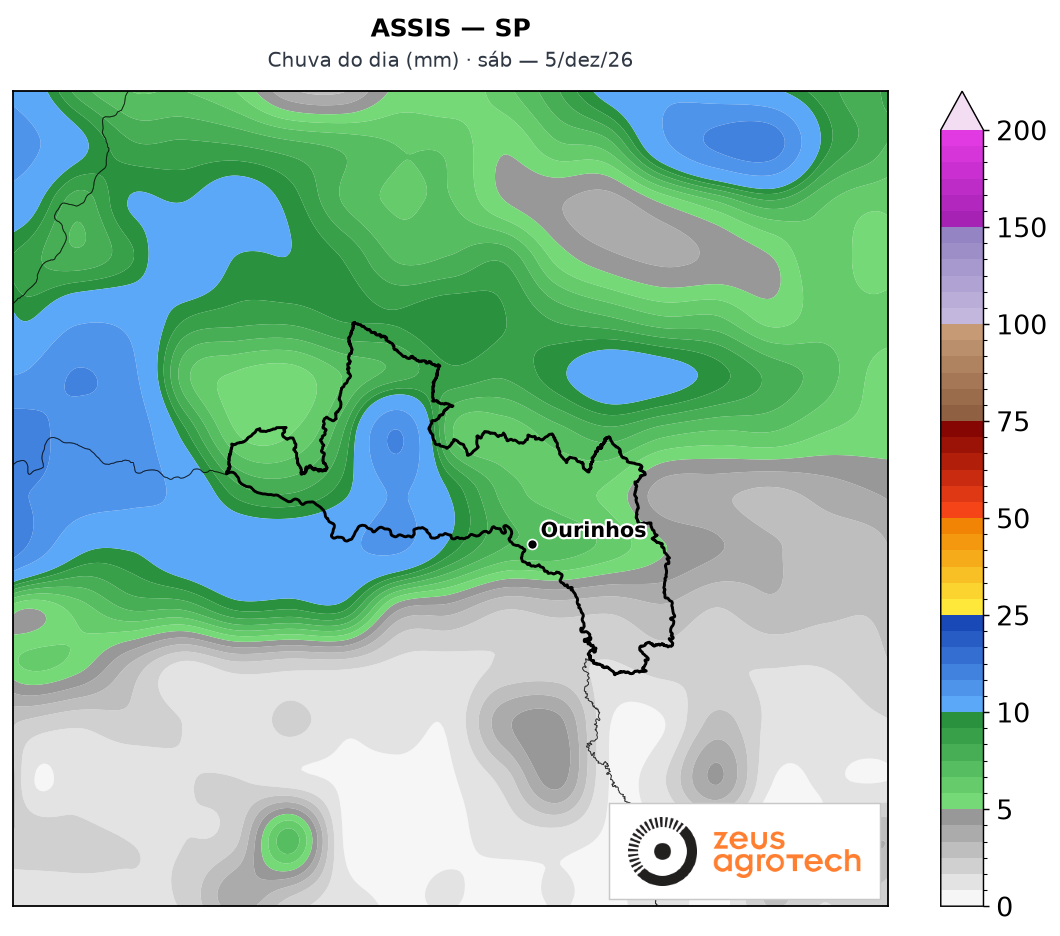 ASSIS — SP
Chuva do dia (mm) · sáb — 5/dez/26
200
150
100
75
50
25
10
5
0
Ourinhos
zeus
agrotech